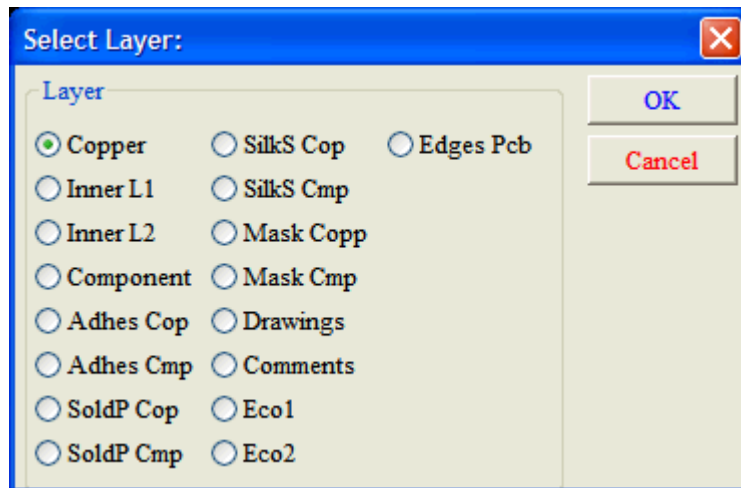 Select Layer:
Layer
OK
Copper SilkS Cop Edges Pcb
Cancel
Inner L1 SilkS Cmp
Inner L2 Mask Copp
Component Mask Cmp
Adhes Cop Drawings
Adhes Cmp Comments
SoldP Cop Eco1
SoldP Cmp Eco2